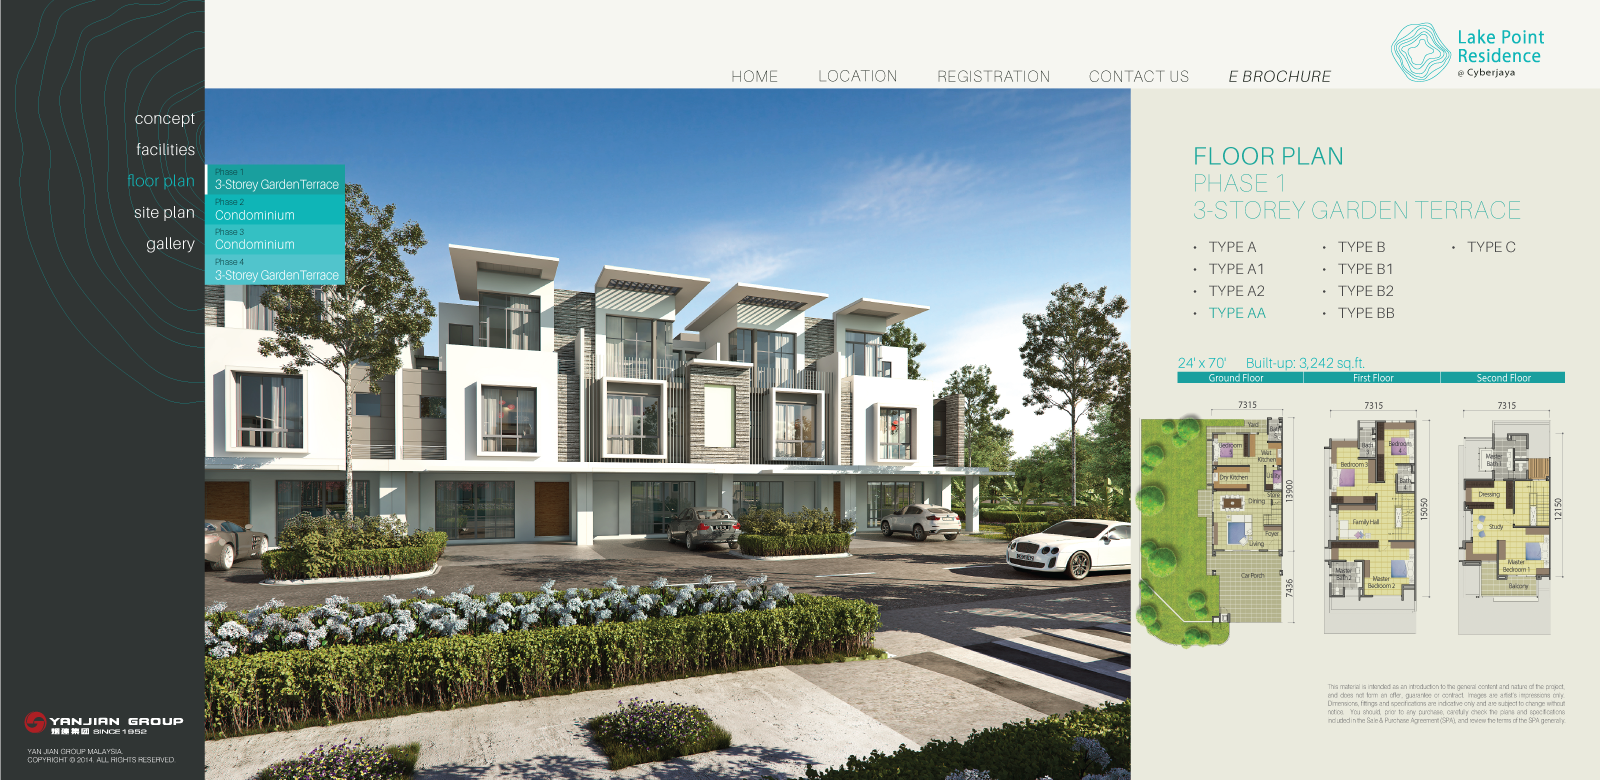 HOME
LOCATION
REGISTRATION
CONTACT US
E BROCHURE
Lake Point
Residence
@ Cyberjaya
concept
facilities
floor plan
site plan
gallery
Phase 1
3-Storey GardenTerrace
Phase 2
Condominium
Phase 3
Condominium
Phase 4
3-Storey GardenTerrace
YANJIAN GROUP
SINCE 1952
YAN JIAN GROUP MALAYSIA.
COPYRIGHT © 2014. ALL RIGHTS RESERVED.
FLOOR PLAN
PHASE 1
3-STOREY GARDEN TERRACE
• TYPE A
• TYPE A1
• TYPE A2
• TYPE AA
• TYPE B
• TYPE B1
• TYPE B2
• TYPE BB
• TYPE C
24' x 70' Built-up: 3,242 sq.ft.
Ground Floor
First Floor
Second Floor
7315
Yard
Bedroom
Wet
Kitchen
Dry Kitchen
Utility
Store
Dining
Foyer
Living
Car Porch
13900
7436
7315
Bath
Bedroom
4
Bedroom 3
Bath
4
Family Hall
Master
Bath 2
Master
Bedroom 2
15050
7315
Master
Bath 1
Dressing
Study
Master
Bedroom 1
Balcony
12150
This material is intended as an introduction to the general content and nature of the project,
and does not form an offer, guarantee or contract. Images are artist's impressions only.
Dimensions, fittings and specifications are indicative only and are subject to change without
notice. You should, prior to any purchase, carefully check the plans and specifications
included in the Sale & Purchase Agreement (SPA), and review the terms of the SPA generally.